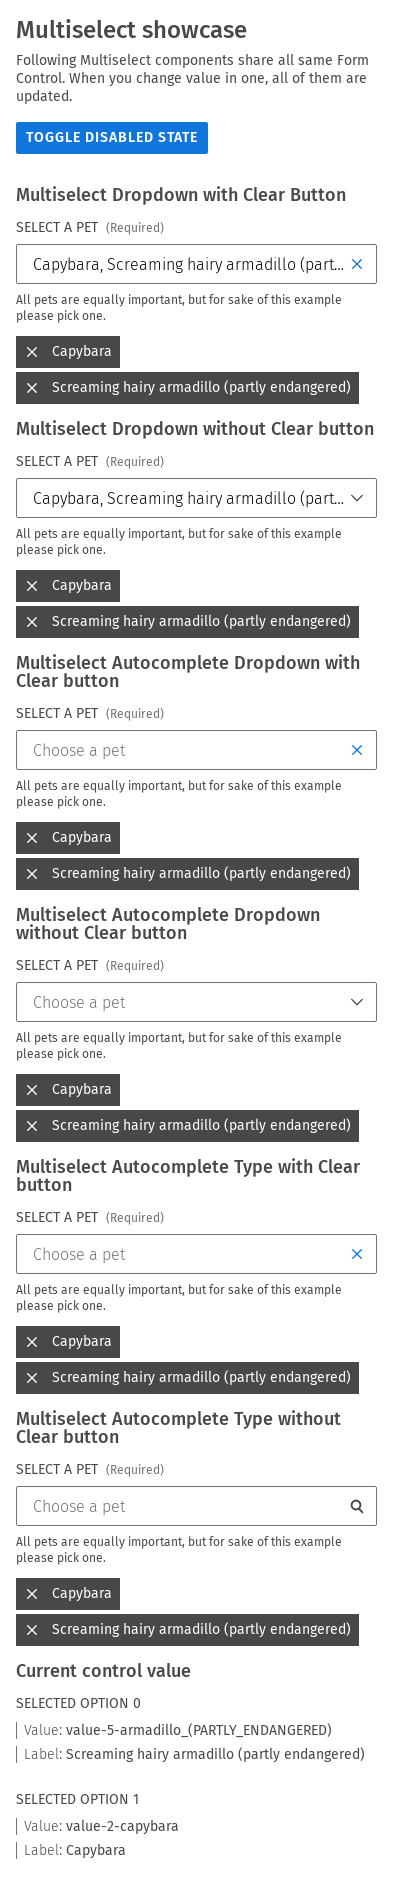 Multiselect showcase
Following Multiselect components share all same Form
Control. When you change value in one, all of them are
updated.
TOGGLE DISABLED STATE
Multiselect Dropdown with Clear Button
SELECT A PET (Required)
Capybara, Screaming hairy armadillo (part...
All pets are equally important, but for sake of this example
please pick one.
Capybara
Screaming hairy armadillo (partly endangered)
Multiselect Dropdown without Clear button
SELECT A PET (Required)
Capybara, Screaming hairy armadillo (part...
All pets are equally important, but for sake of this example
please pick one.
Capybara
Screaming hairy armadillo (partly endangered)
Multiselect Autocomplete Dropdown with
Clear button
SELECT A PET (Required)
Choose a pet
All pets are equally important, but for sake of this example
please pick one.
Capybara
Screaming hairy armadillo (partly endangered)
Multiselect Autocomplete Dropdown
without Clear button
SELECT A PET (Required)
Choose a pet
All pets are equally important, but for sake of this example
please pick one.
Capybara
Screaming hairy armadillo (partly endangered)
Multiselect Autocomplete Type with Clear
button
SELECT A PET (Required)
Choose a pet
All pets are equally important, but for sake of this example
please pick one.
Capybara
Screaming hairy armadillo (partly endangered)
Multiselect Autocomplete Type without
Clear button
SELECT A PET (Required)
Choose a pet
All pets are equally important, but for sake of this example
please pick one.
Capybara
Screaming hairy armadillo (partly endangered)
Current control value
SELECTED OPTION 0
Value: value-5-armadillo_(PARTLY_ENDANGERED)
Label: Screaming hairy armadillo (partly endangered)
SELECTED OPTION 1
Value: value-2-capybara
Label: Capybara